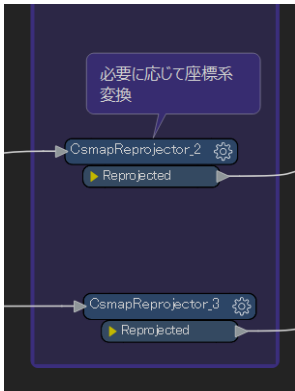 必要に応じて座標系
変換
CsmapReprojector_2
Reprojected
CsmapReprojector_3
Reprojected